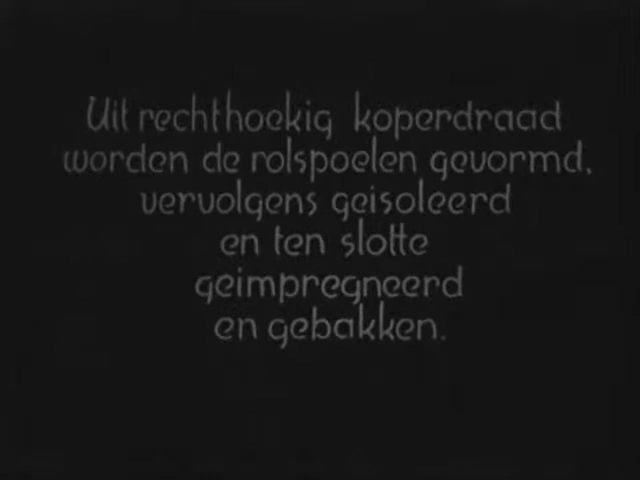 Uit rechthoekig koperdraad
worden de rolspoelen gevormd,
vervolgens geisoleerd
en ten slotte
geimpregneerd
en gebakken.